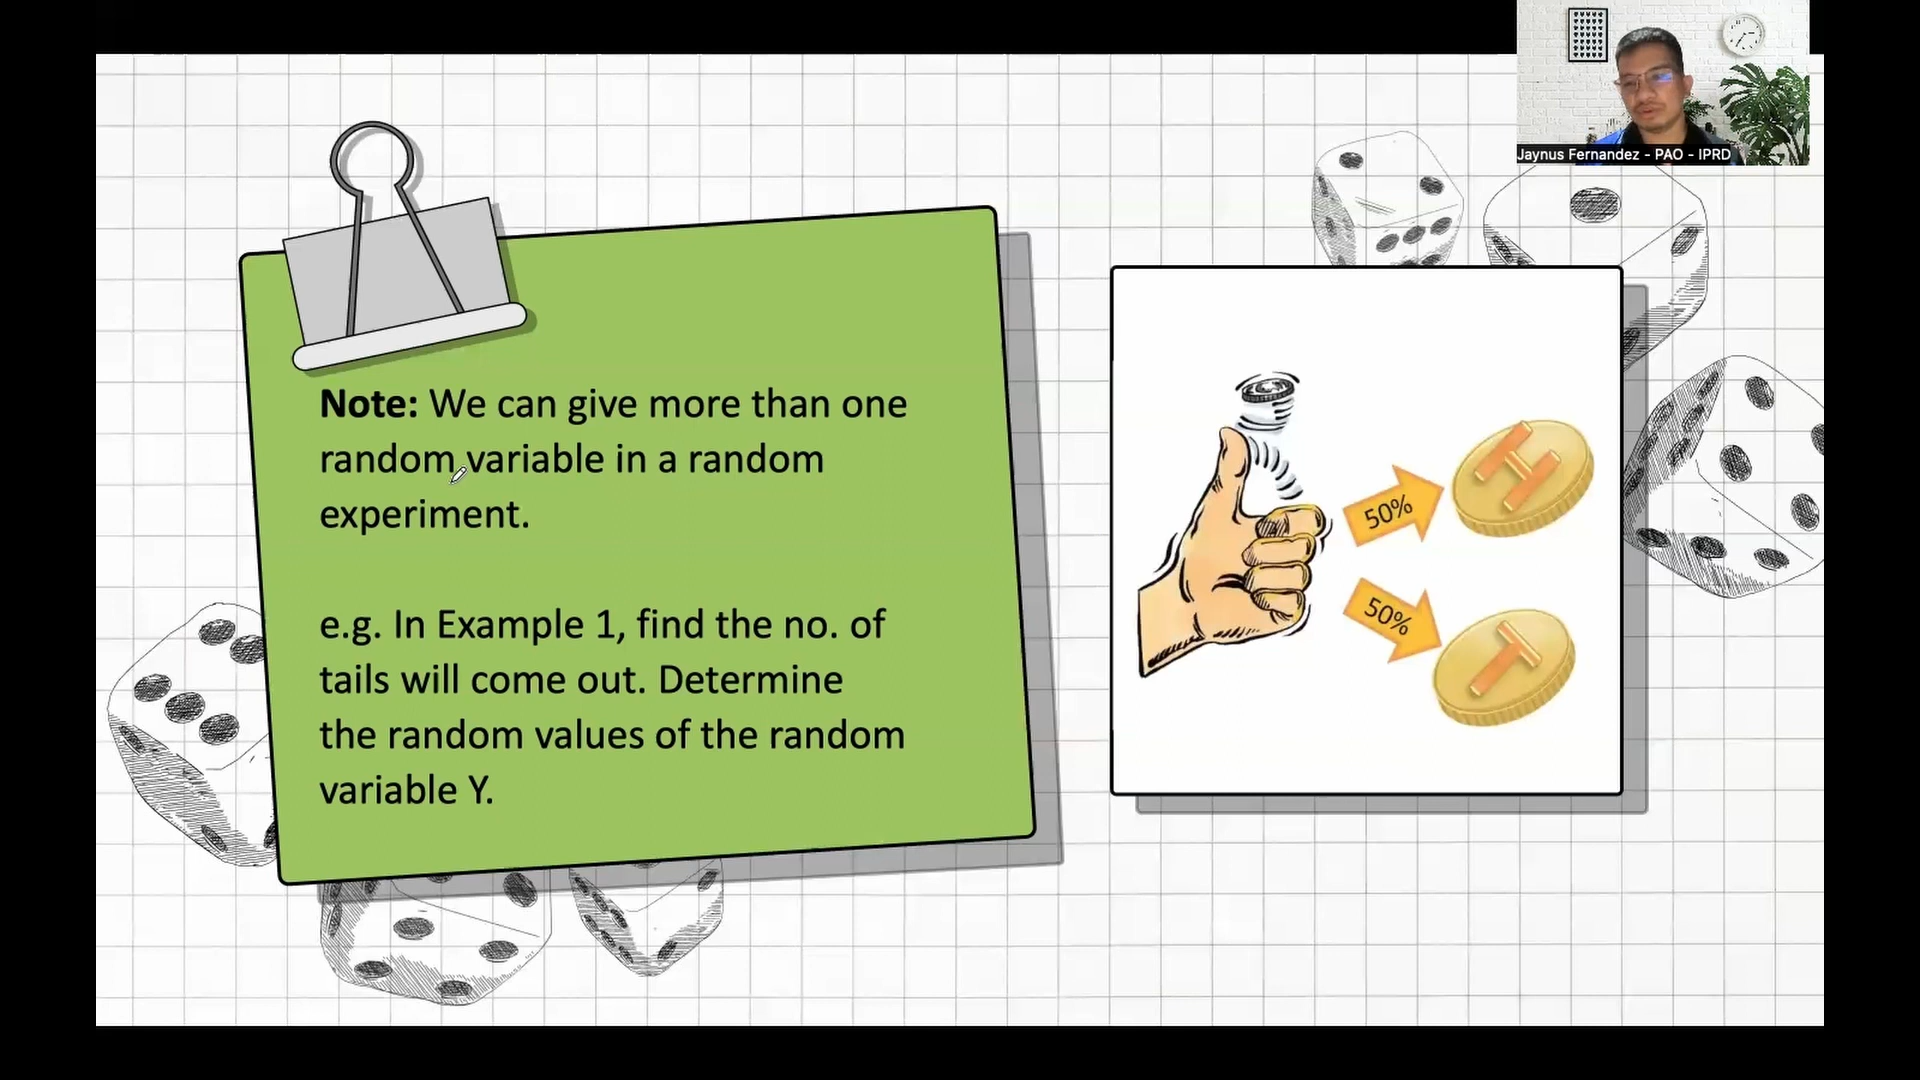 Jaynus Fernandez - PAO - IPRD
Note: We can give more than one
random variable in a random
experiment.
e.g. In Example 1, find the no. of
tails will come out. Determine
the random values of the random
variable Y.
50%
H
50%
T